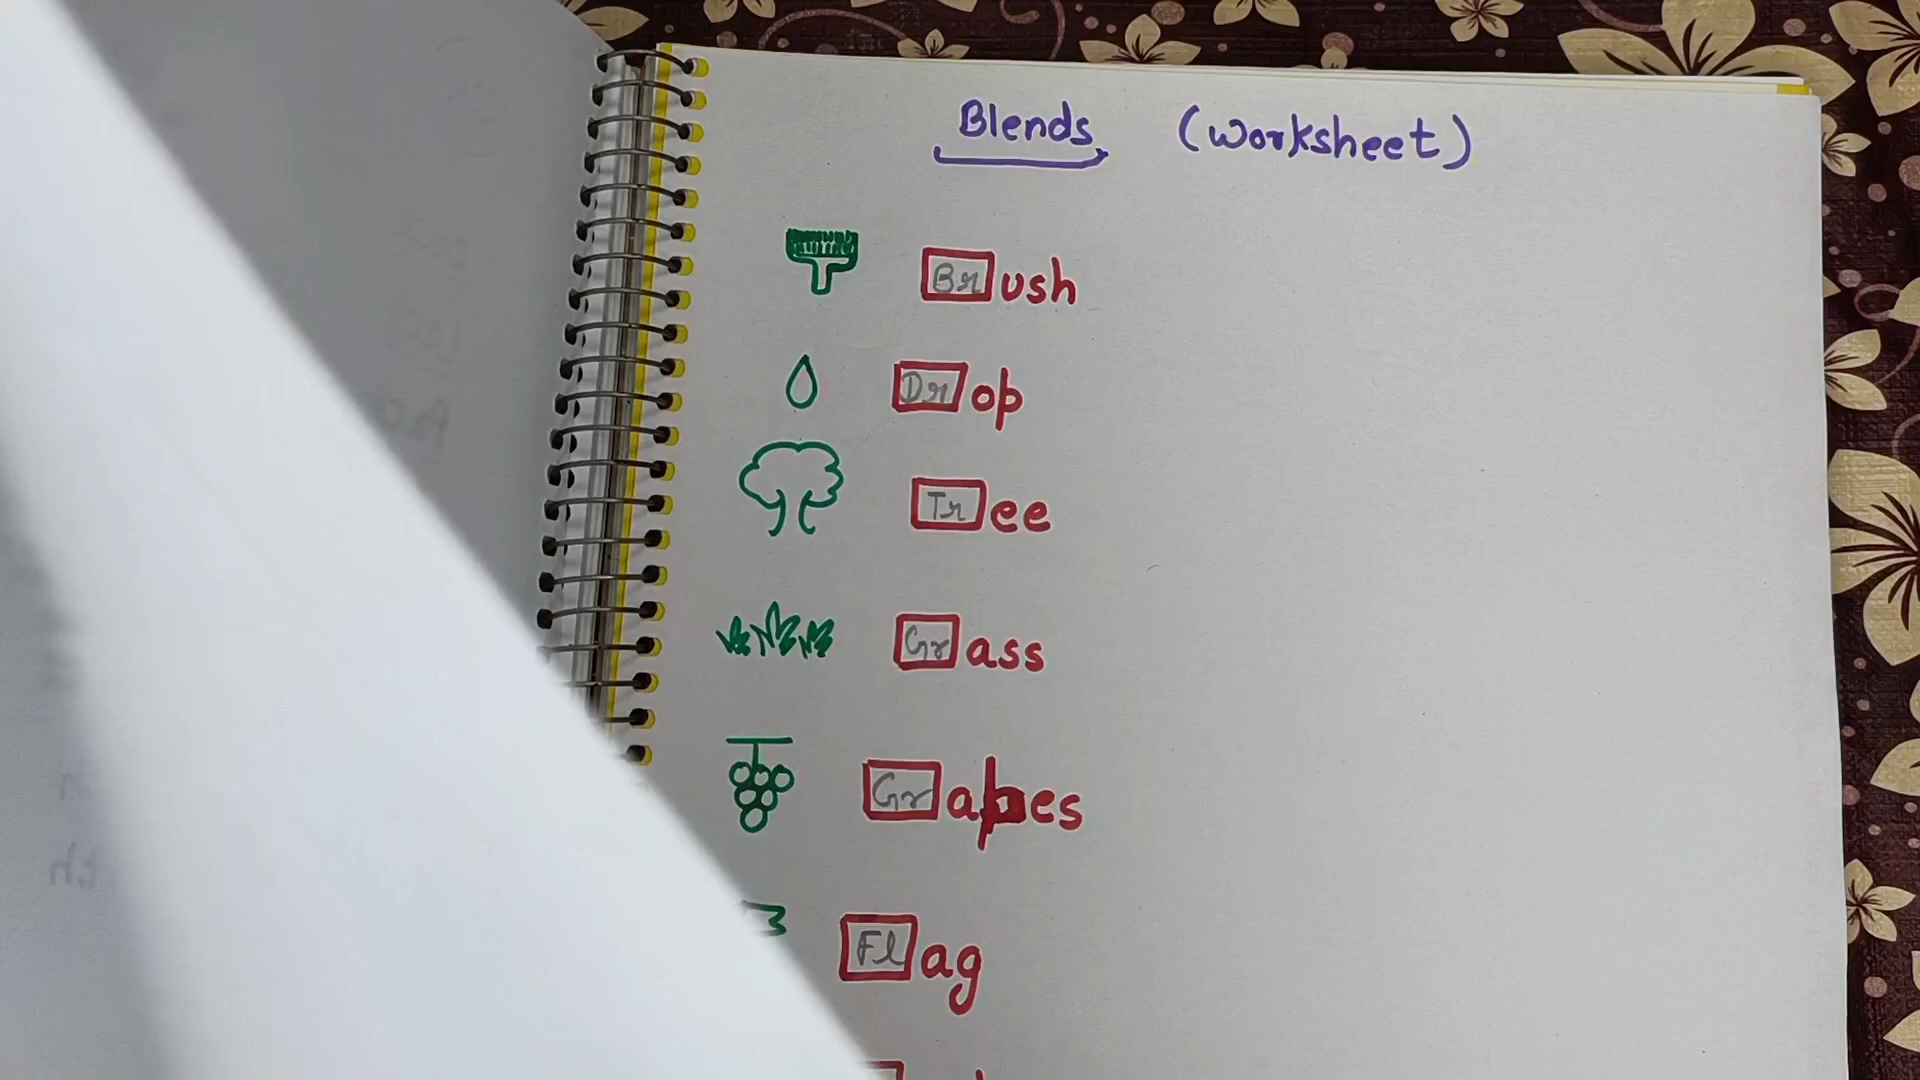 Blends (Worksheet)
Brush
Drop
Tree
Grass
Grapes
Flag